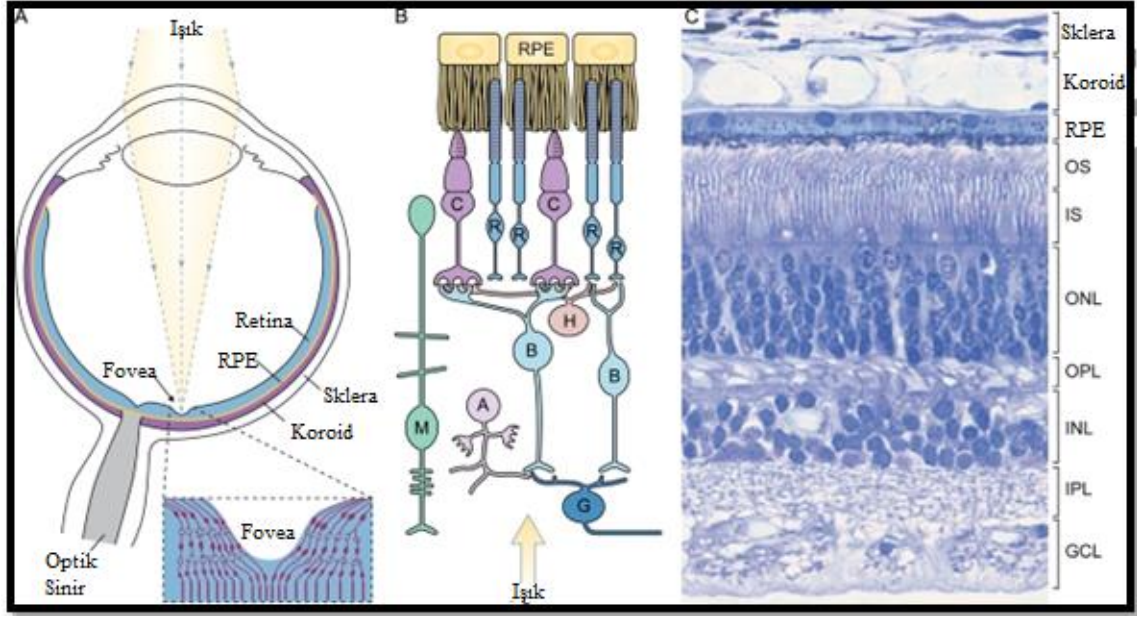 A
Işık
Retina
RPE
Fovea
Sklera
Koroid
Fovea
Optik
Sinir
B
RPE
C
C
R
R
R
R
H
B
B
A
M
G
Işık
C
Sklera
Koroid
RPE
OS
IS
ONL
OPL
INL
IPL
GCL